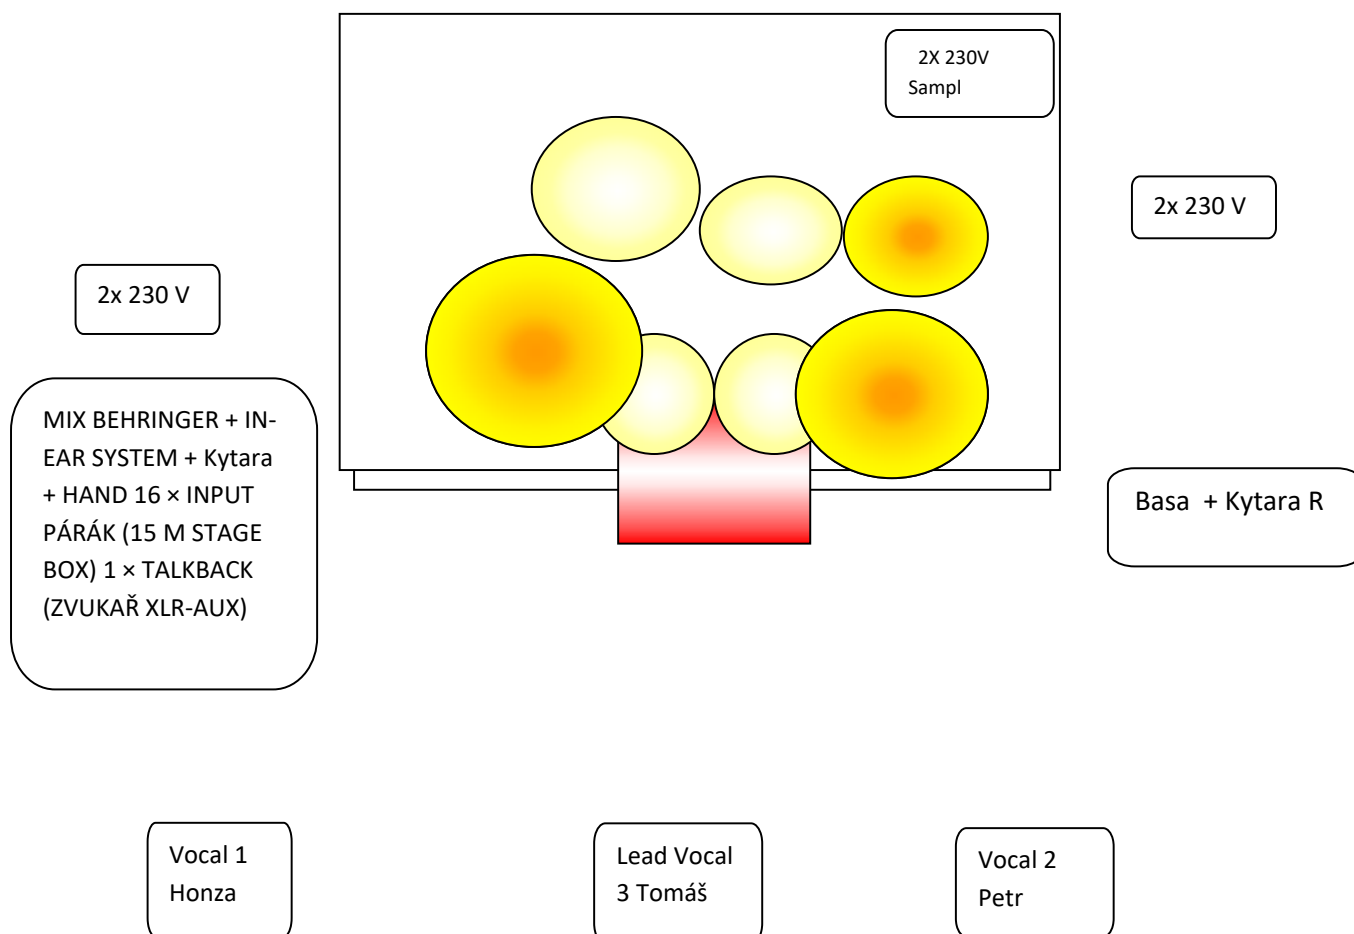 2X 230V
Sampl
2x 230 V
2x 230 V
MIX BEHRINGER + IN-
EAR SYSTEM + Kytara
+ HAND 16 × INPUT
PÁRÁK (15 M STAGE
BOX) 1 × TALKBACK
(ZVUKAŘ XLR-AUX)
Basa + Kytara R
Vocal 1
Honza
Lead Vocal
3 Tomáš
Vocal 2
Petr